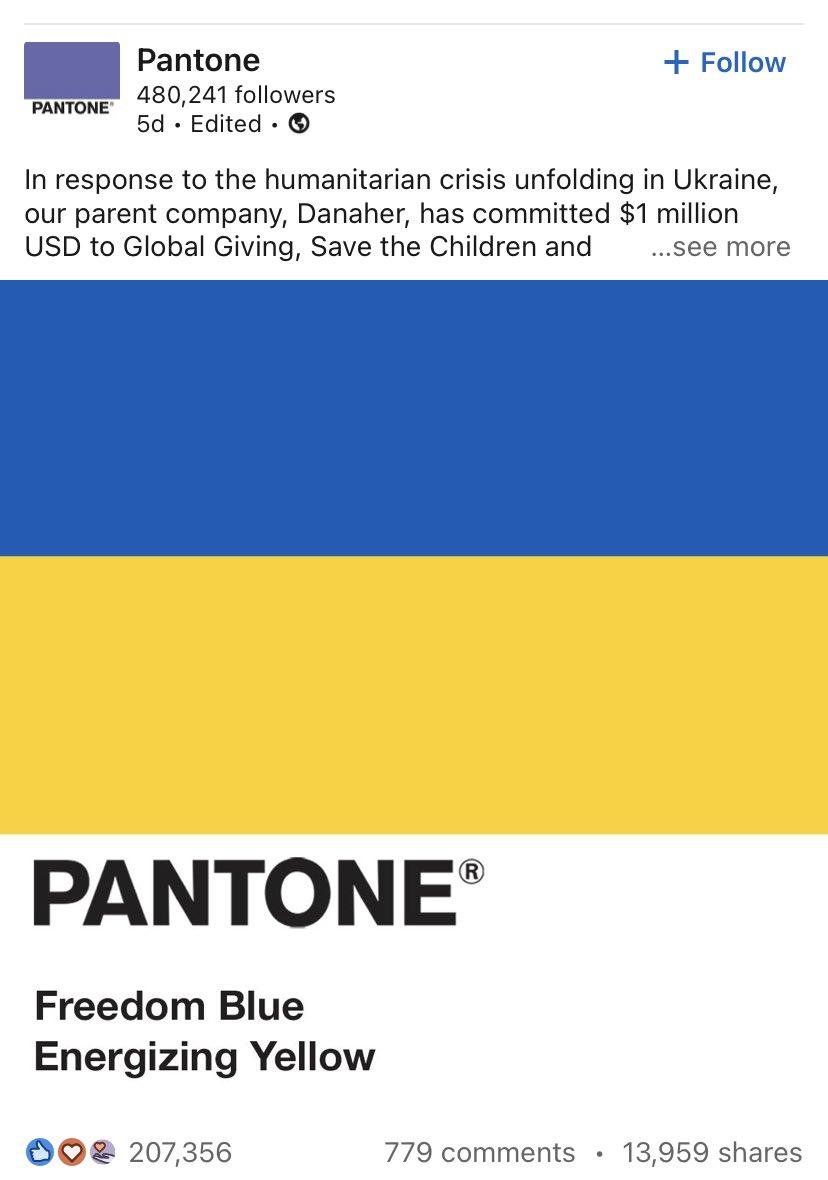 Pantone
+ Follow
PANTONE®
480,241 followers
5d • Edited •
In response to the humanitarian crisis unfolding in Ukraine,
our parent company, Danaher, has committed $1 million
USD to Global Giving, Save the Children and ...see more
PANTONE®
Freedom Blue
Energizing Yellow
207,356 779 comments • 13,959 shares